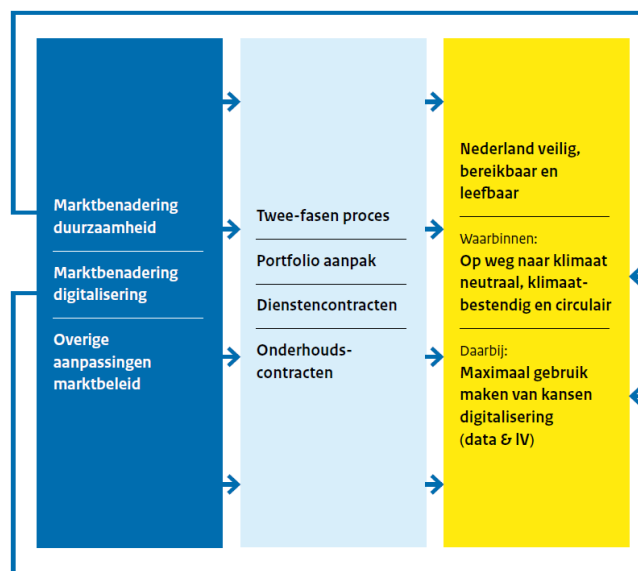 Marktbenadering
duurzaamheid
Marktbenadering
digitalisering
Overige
aanpassingen
marktbeleid
Twee-fasen proces
Portfolio aanpak
Dienstencontracten
Onderhouds-
contracten
Nederland veilig,
bereikbaar en
leefbaar
Waarbinnen:
Op weg naar klimaat
neutraal, klimaat-
bestendig en circulair
Daarbij:
Maximaal gebruik
maken van kansen
digitalisering
(data & IV)